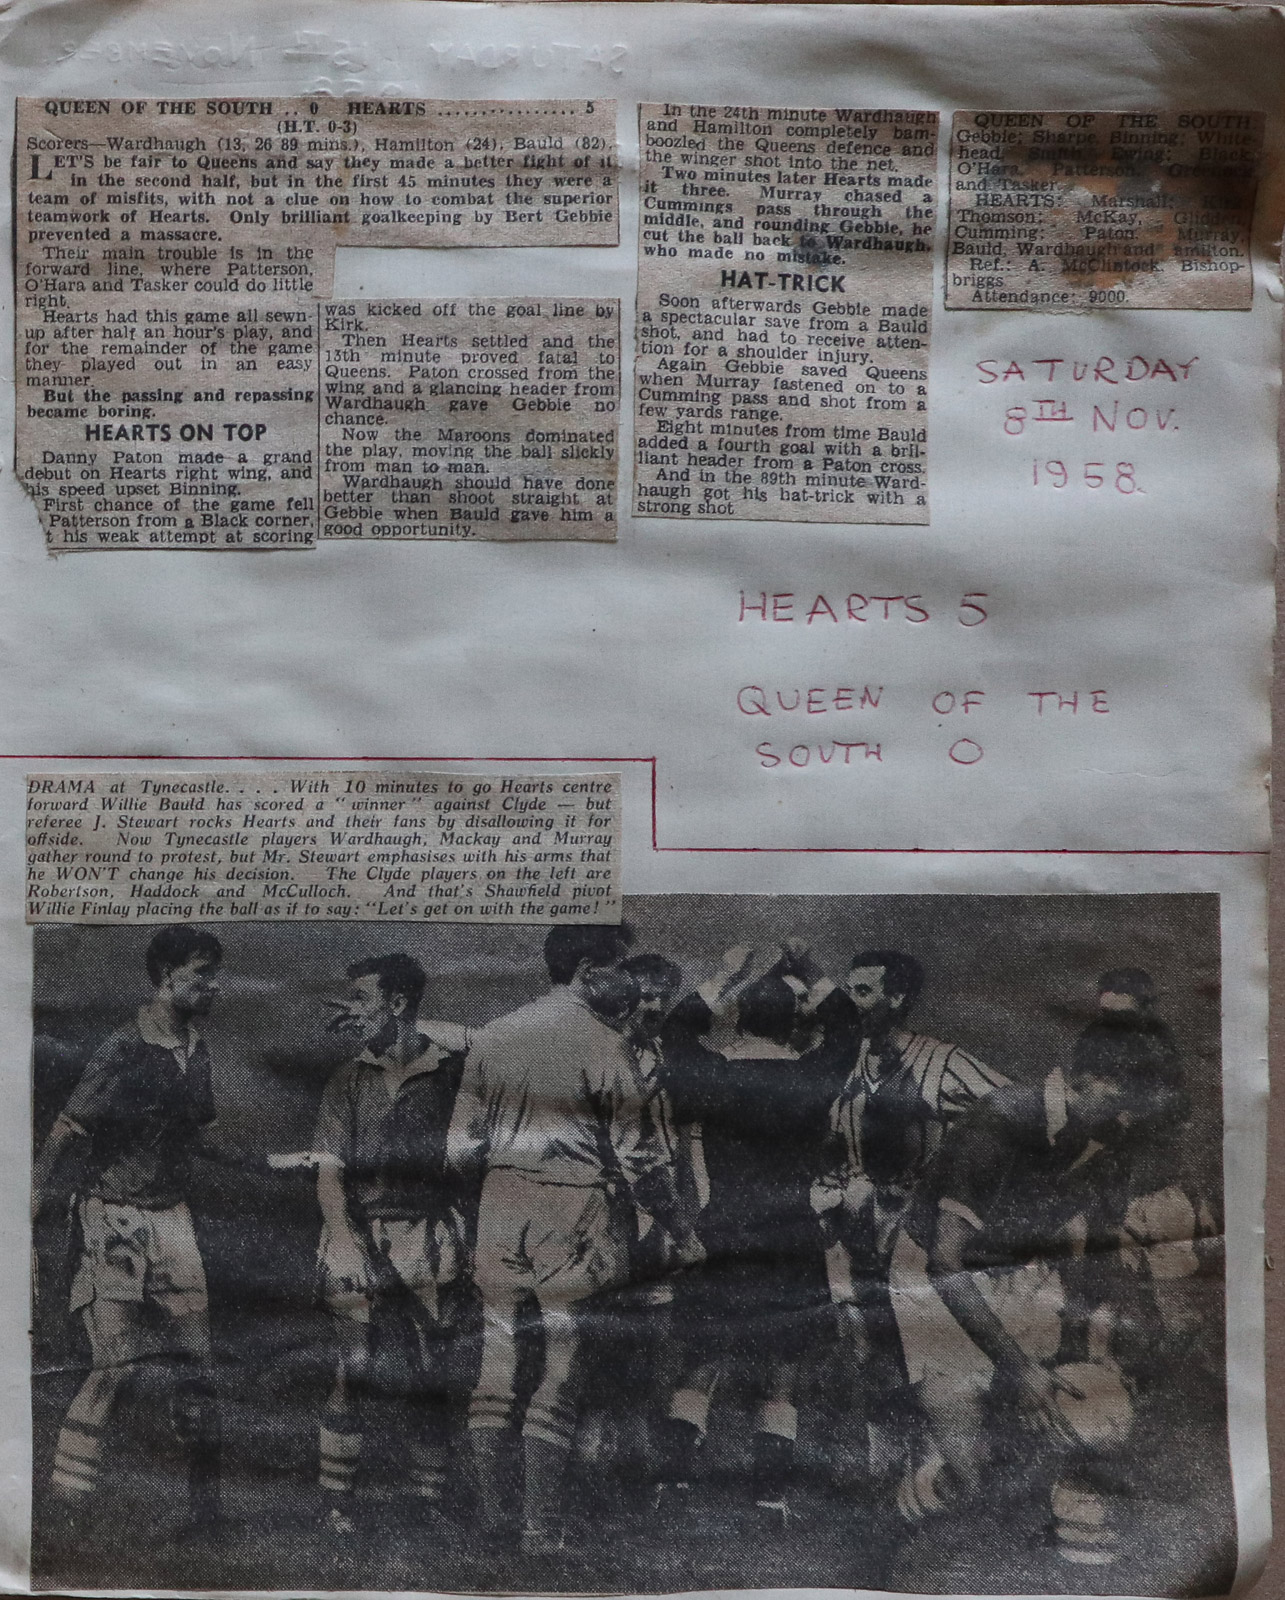 QUEEN OF THE SOUTH .. 0 HEARTS ................ 5
(H.T. 0-3)
Scorers—Wardhaugh (13, 26 89 mins.), Hamilton (24), Bauld (82).
LET'S be fair to Queens and say they made a better fight of it
in the second half, but in the first 45 minutes they were a
team of misfits, with not a clue on how to combat the superior
teamwork of Hearts. Only brilliant goalkeeping by Bert Gebbie
prevented a massacre.
Their main trouble is in the
forward line, where Patterson,
O'Hara and Tasker could do little
right.
Hearts had this game all sewn-
up after half an hour's play, and
for the remainder of the game
they played out in an easy
manner.
But the passing and repassing
became boring.
HEARTS ON TOP
Danny Paton made a grand
debut on Hearts right wing, and
his speed upset Binning.
First chance of the game fell
Patterson from a Black corner,
t his weak attempt at scoring
was kicked off the goal line by
Kirk.
Then Hearts settled and the
13th minute proved fatal to
Queens. Paton crossed from the
wing and a glancing header from
Wardhaugh gave Gebbie no
chance.
Now the Maroons dominated
the play, moving the ball slickly
from man to man.
Wardhaugh should have done
better than shoot straight at
Gebbie when Bauld gave him a
good opportunity.
In the 24th minute Wardhaugh
and Hamilton completely bam-
boozled the Queens defence and
the winger shot into the net.
Two minutes later Hearts made
it three. Murray chased a
Cummings pass through the
middle, and rounding Gebbie, he
cut the ball back to Wardhaugh,
who made no mistake.
HAT-TRICK
Soon afterwards Gebbie made
a spectacular save from a Bauld
shot, and had to receive atten-
tion for a shoulder injury.
Again Gebbie saved Queens
when Murray fastened on to a
Cumming pass and shot from a
few yards range.
Eight minutes from time Bauld
added a fourth goal with a bril-
liant header from a Paton cross.
And in the 89th minute Ward-
haugh got his hat-trick with a
strong shot
QUEEN OF THE SOUTH
Gebbie; Sharpe, Binning; White-
head, Smith, Ewing; Black,
O'Hara, Patterson,
and Tasker.
HEARTS: Marshall; Kirk,
Thomson; McKay,
Cumming; Paton, Murray,
Bauld, Wardhaugh and amilton.
Ref.: A. McClintock, Bishop-
briggs
Attendance: 9000.
SATURDAY
8TH NOV.
1958.
HEARTS 5
QUEEN OF THE
SOUTH 0
DRAMA at Tynecastle. . . . With 10 minutes to go Hearts centre
forward Willie Bauld has scored a "winner" against Clyde — but
referee J. Stewart rocks Hearts and their fans by disallowing it for
offside. Now Tynecastle players Wardhaugh, Mackay and Murray
gather round to protest, but Mr. Stewart emphasises with his arms that
he WON'T change his decision. The Clyde players on the left are
Robertson, Haddock and McCulloch. And that's Shawfield pivot
Willie Finlay placing the ball as if to say: "Let's get on with the game!"